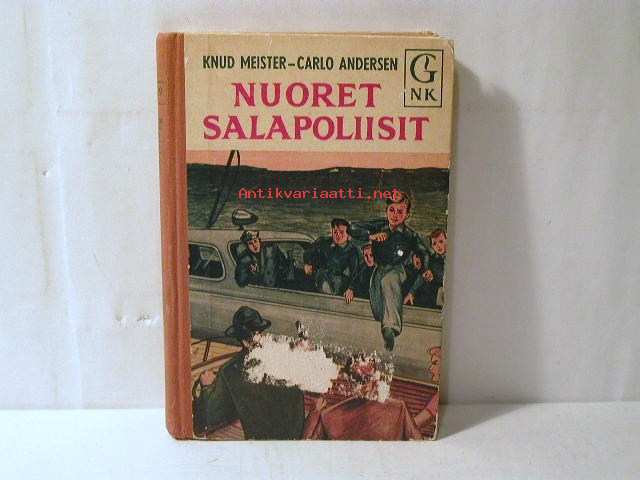 KNUD MEISTER–CARLO ANDERSEN
G
NK
NUORET
SALAPOLIISIT
Antikvariaatti.net